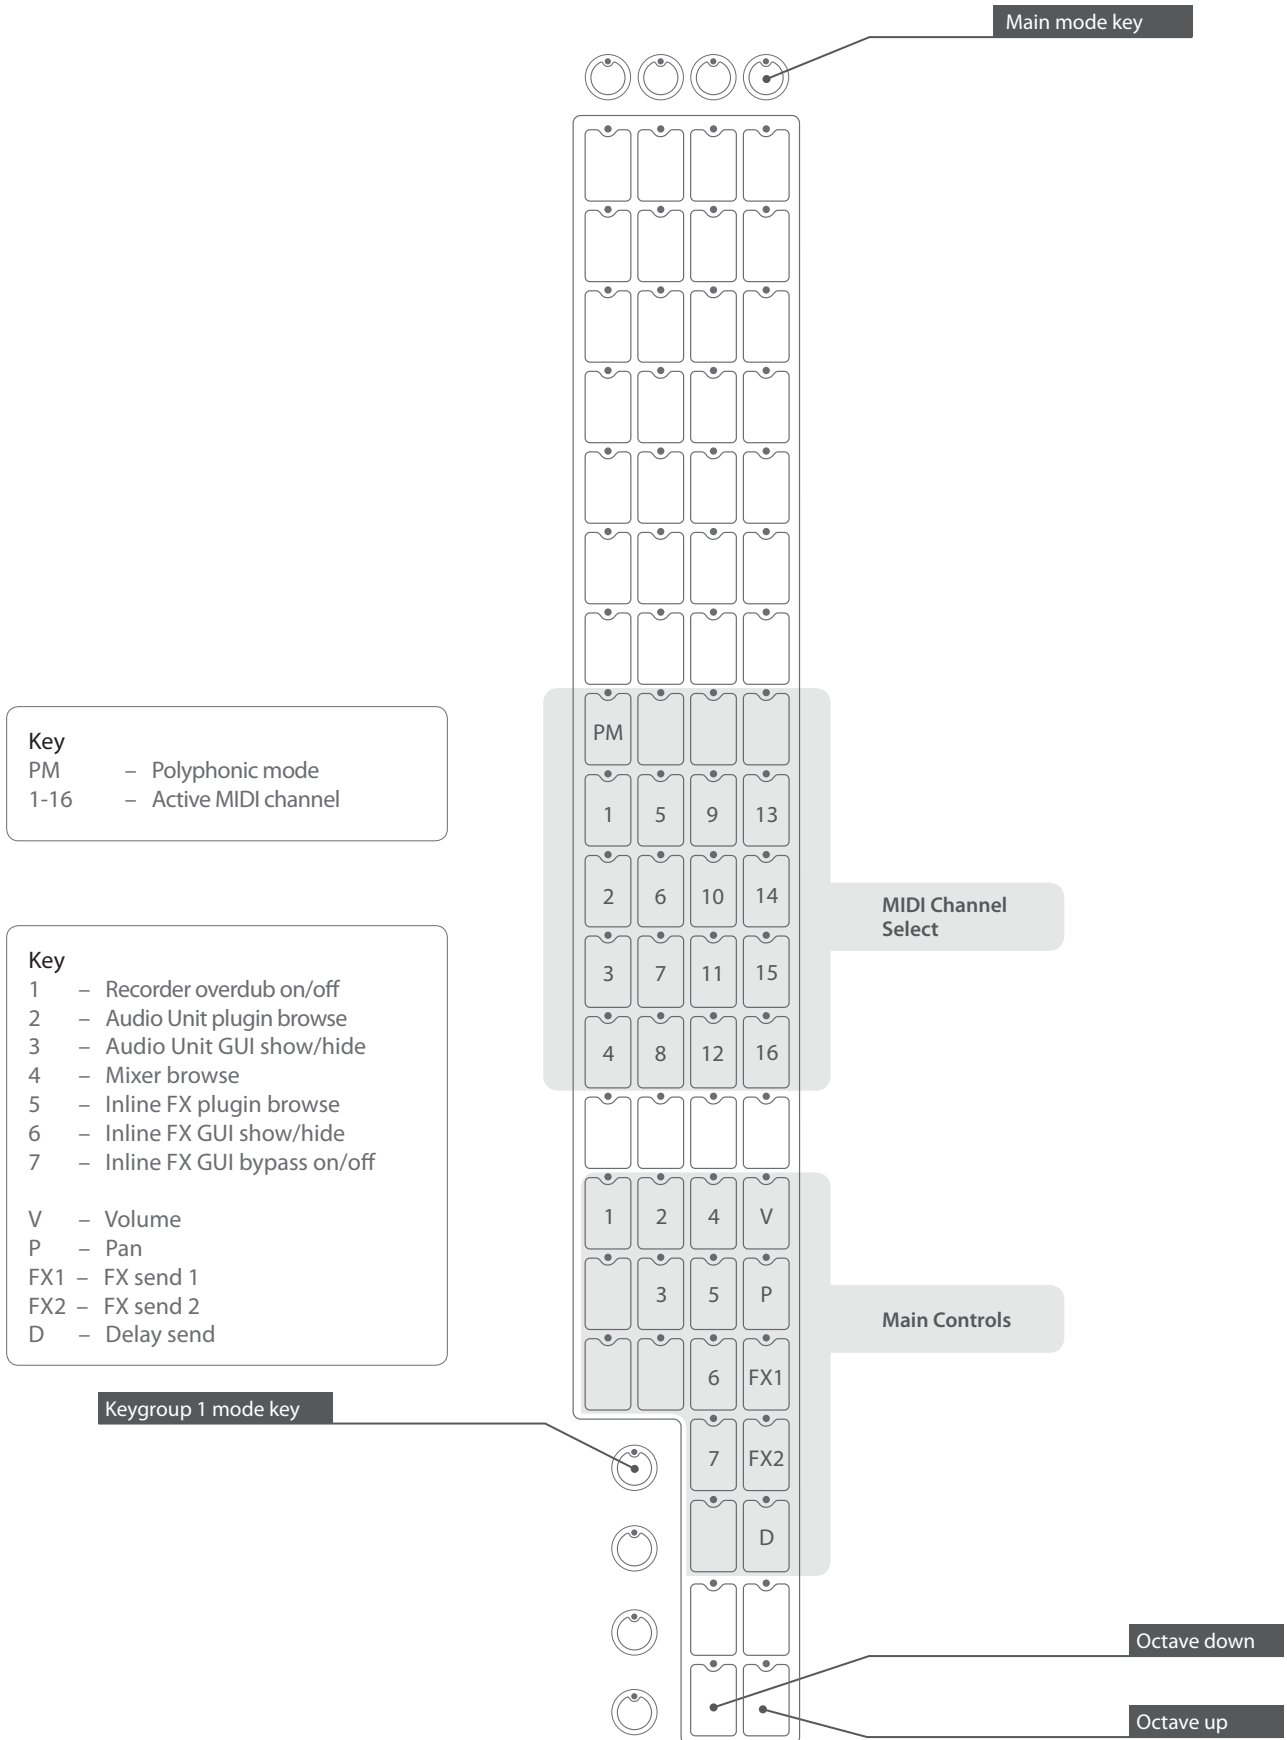 Main mode key
PM
Key
PM – Polyphonic mode
1-16 – Active MIDI channel
1 5 9 13
2 6 10 14
MIDI Channel
Select
3 7 11 15
4 8 12 16
Key
1 – Recorder overdub on/off
2 – Audio Unit plugin browse
3 – Audio Unit GUI show/hide
4 – Mixer browse
5 – Inline FX plugin browse
6 – Inline FX GUI show/hide
7 – Inline FX GUI bypass on/off
V – Volume
P – Pan
FX1 – FX send 1
FX2 – FX send 2
D – Delay send
1 2 4 V
3 5 P
Main Controls
6 FX1
Keygroup 1 mode key
7 FX2
D
Octave down
Octave up